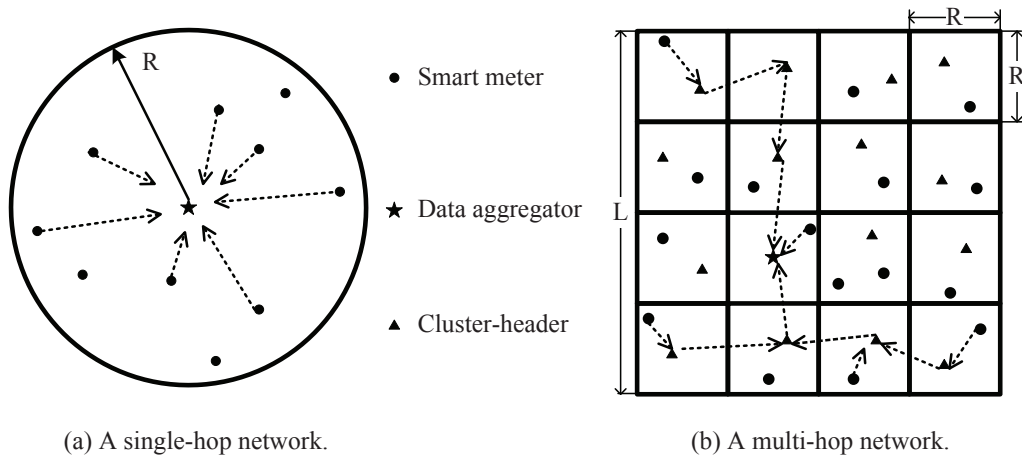 R
R
R
L
Smart meter
Data aggregator
Cluster-header
(a) A single-hop network.
(b) A multi-hop network.